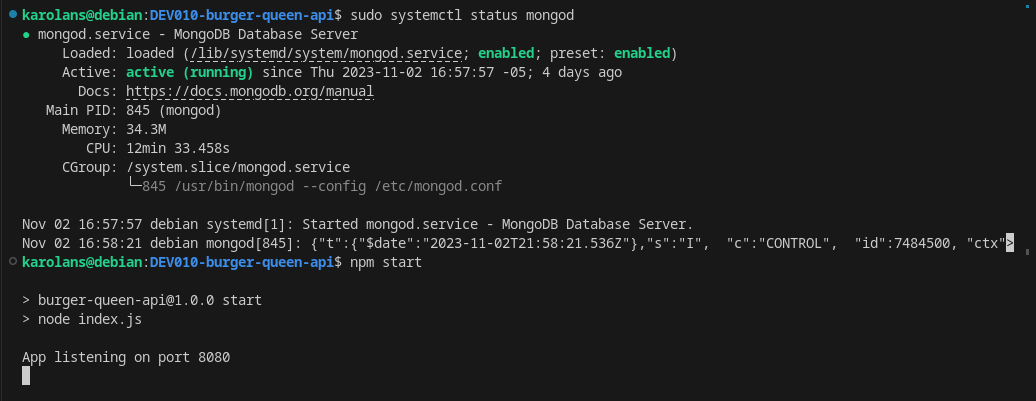 karolans@debian:DEV010-burger-queen-api$ sudo systemctl status mongod
● mongod.service - MongoDB Database Server
     Loaded: loaded (/lib/systemd/system/mongod.service; enabled; preset: enabled)
     Active: active (running) since Thu 2023-11-02 16:57:57 -05; 4 days ago
       Docs: https://docs.mongodb.org/manual
   Main PID: 845 (mongod)
     Memory: 34.3M
        CPU: 12min 33.458s
     CGroup: /system.slice/mongod.service
             └─845 /usr/bin/mongod --config /etc/mongod.conf

Nov 02 16:57:57 debian systemd[1]: Started mongod.service - MongoDB Database Server.
Nov 02 16:58:21 debian mongod[845]: {"t":{"$date":"2023-11-02T21:58:21.536Z"},"s":"I",  "c":"CONTROL",  "id":7484500, "ctx">
karolans@debian:DEV010-burger-queen-api$ npm start

> burger-queen-api@1.0.0 start
> node index.js

App listening on port 8080